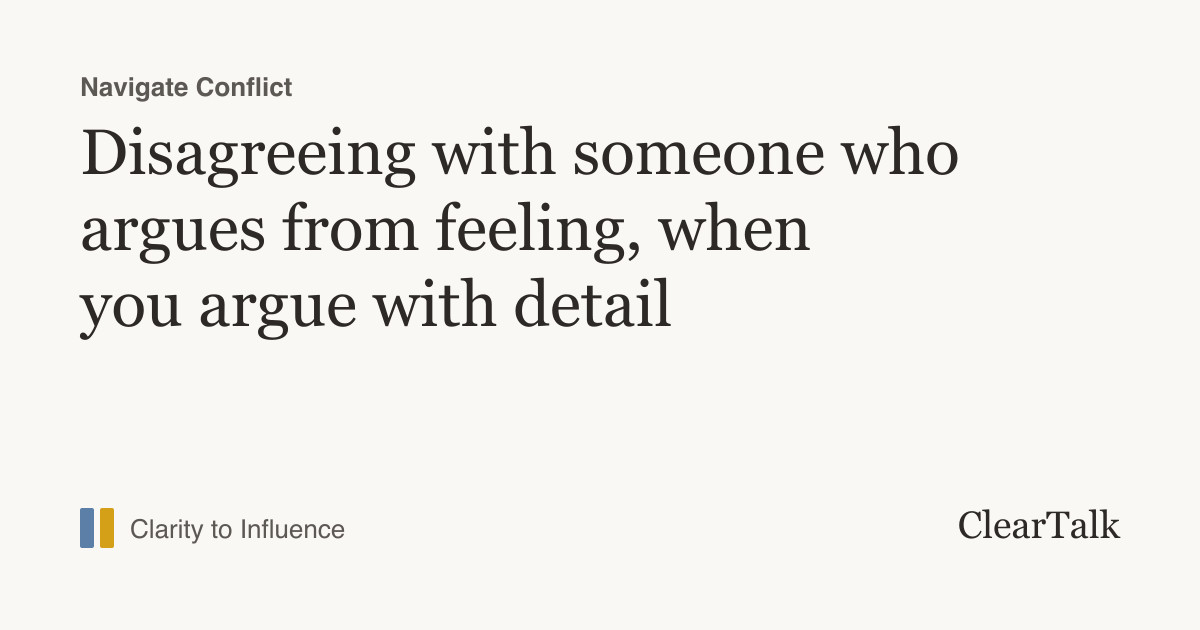 Navigate Conflict
Disagreeing with someone who
argues from feeling, when
you argue with detail
Clarity to Influence
ClearTalk